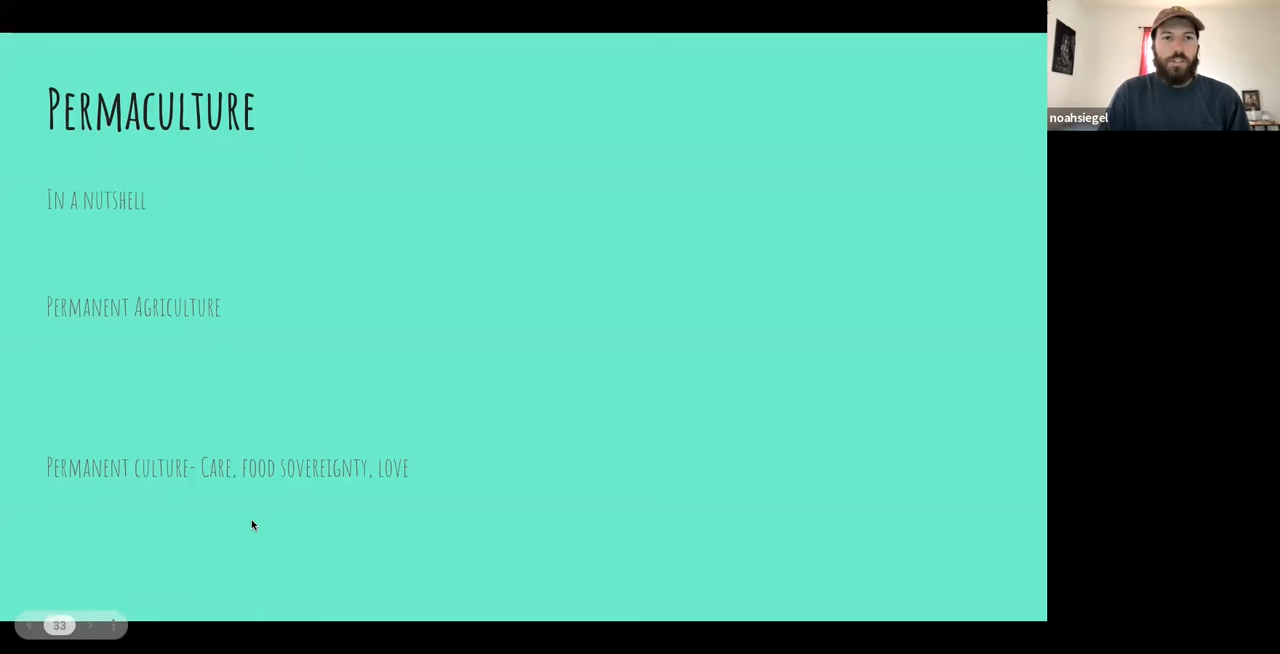 Permaculture
In a nutshell
Permanent Agriculture
Permanent culture- Care, food sovereignty, love
noahsiegel
33